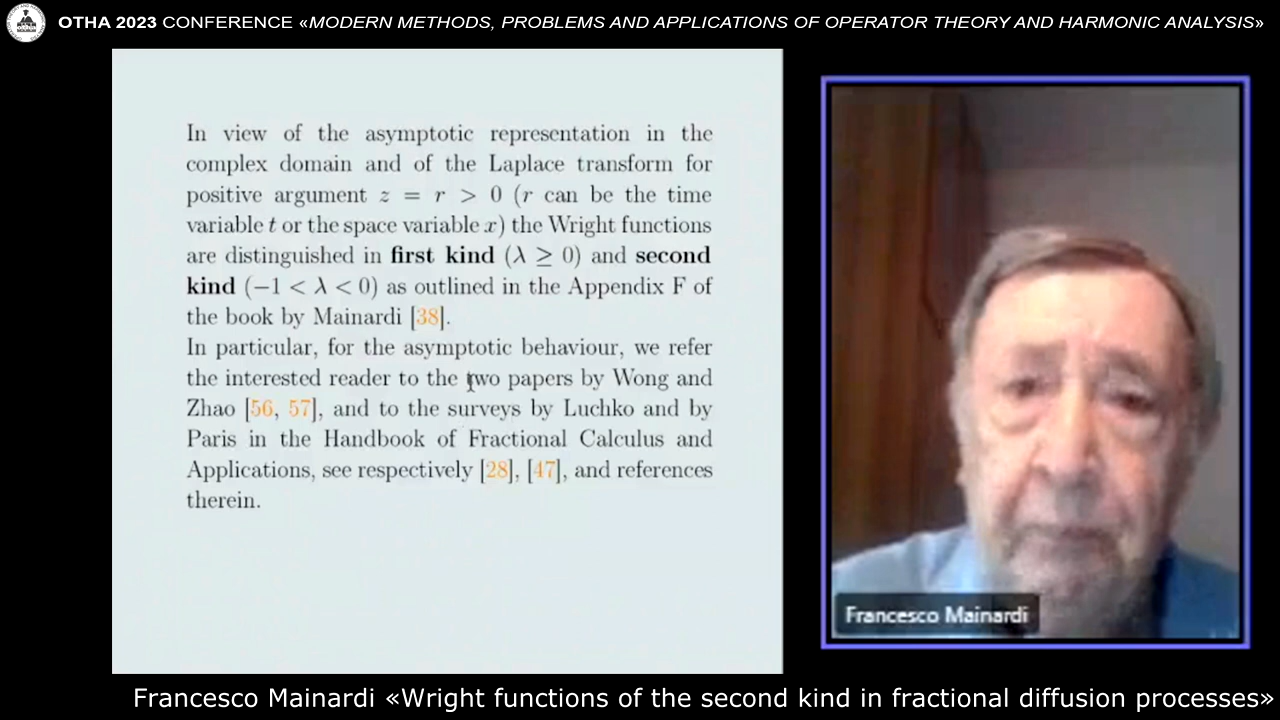 OTHA 2023 CONFERENCE «MODERN METHODS, PROBLEMS AND APPLICATIONS OF OPERATOR THEORY AND HARMONIC ANALYSIS»
In view of the asymptotic representation in the
complex domain and of the Laplace transform for
positive argument z = r > 0 (r can be the time
variable t or the space variable x) the Wright functions
are distinguished in first kind (λ ≥ 0) and second
kind (−1 < λ < 0) as outlined in the Appendix F of
the book by Mainardi [38].
In particular, for the asymptotic behaviour, we refer
the interested reader to the two papers by Wong and
Zhao [56, 57], and to the surveys by Luchko and by
Paris in the Handbook of Fractional Calculus and
Applications, see respectively [28], [47], and references
therein.
Francesco Mainardi
Francesco Mainardi «Wright functions of the second kind in fractional diffusion processes»